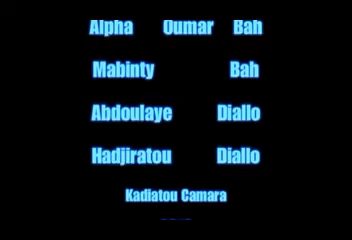 Alpha Oumar Bah
Mabinty Bah
Abdoulaye Diallo
Hadjiratou Diallo
Kadiatou Camara